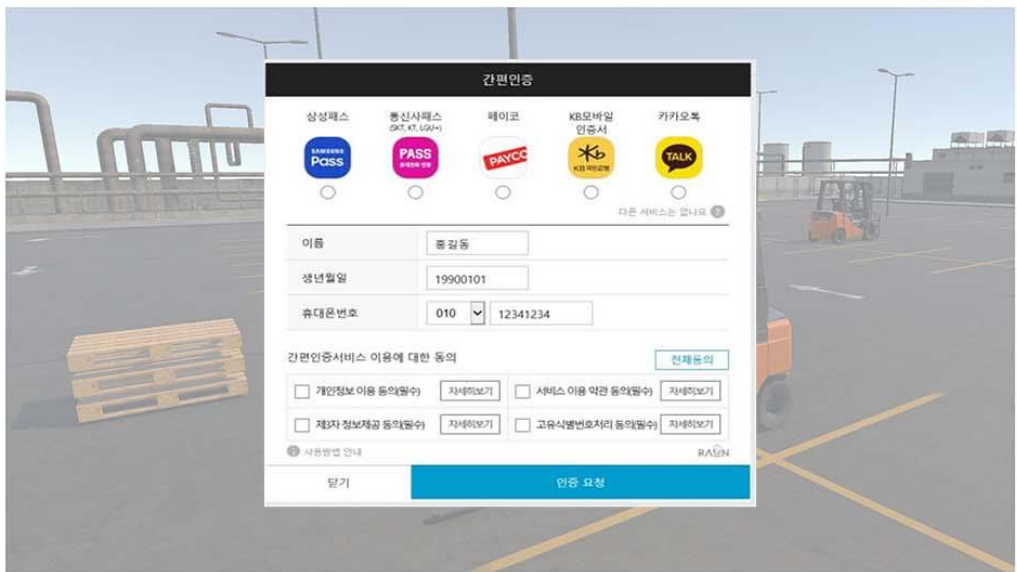 간편인증
삼성패스
통신사패스
(SKT, KT, LGU+)
페이코
KB모바일
인증서
카카오톡
SAMSUNG
Pass
PASS
PAYCO
KB 국민은행
TALK
다른 서비스는 없나요 ?
이름
홍길동
생년월일
19900101
휴대폰번호
010
12341234
간편인증서비스 이용에 대한 동의
전체동의
개인정보 이용 동의(필수) 자세히보기
서비스 이용 약관 동의(필수) 자세히보기
제3자 정보제공 동의(필수) 자세히보기
고유식별번호처리 동의(필수) 자세히보기
사용방법 안내
RAON
닫기
인증 요청